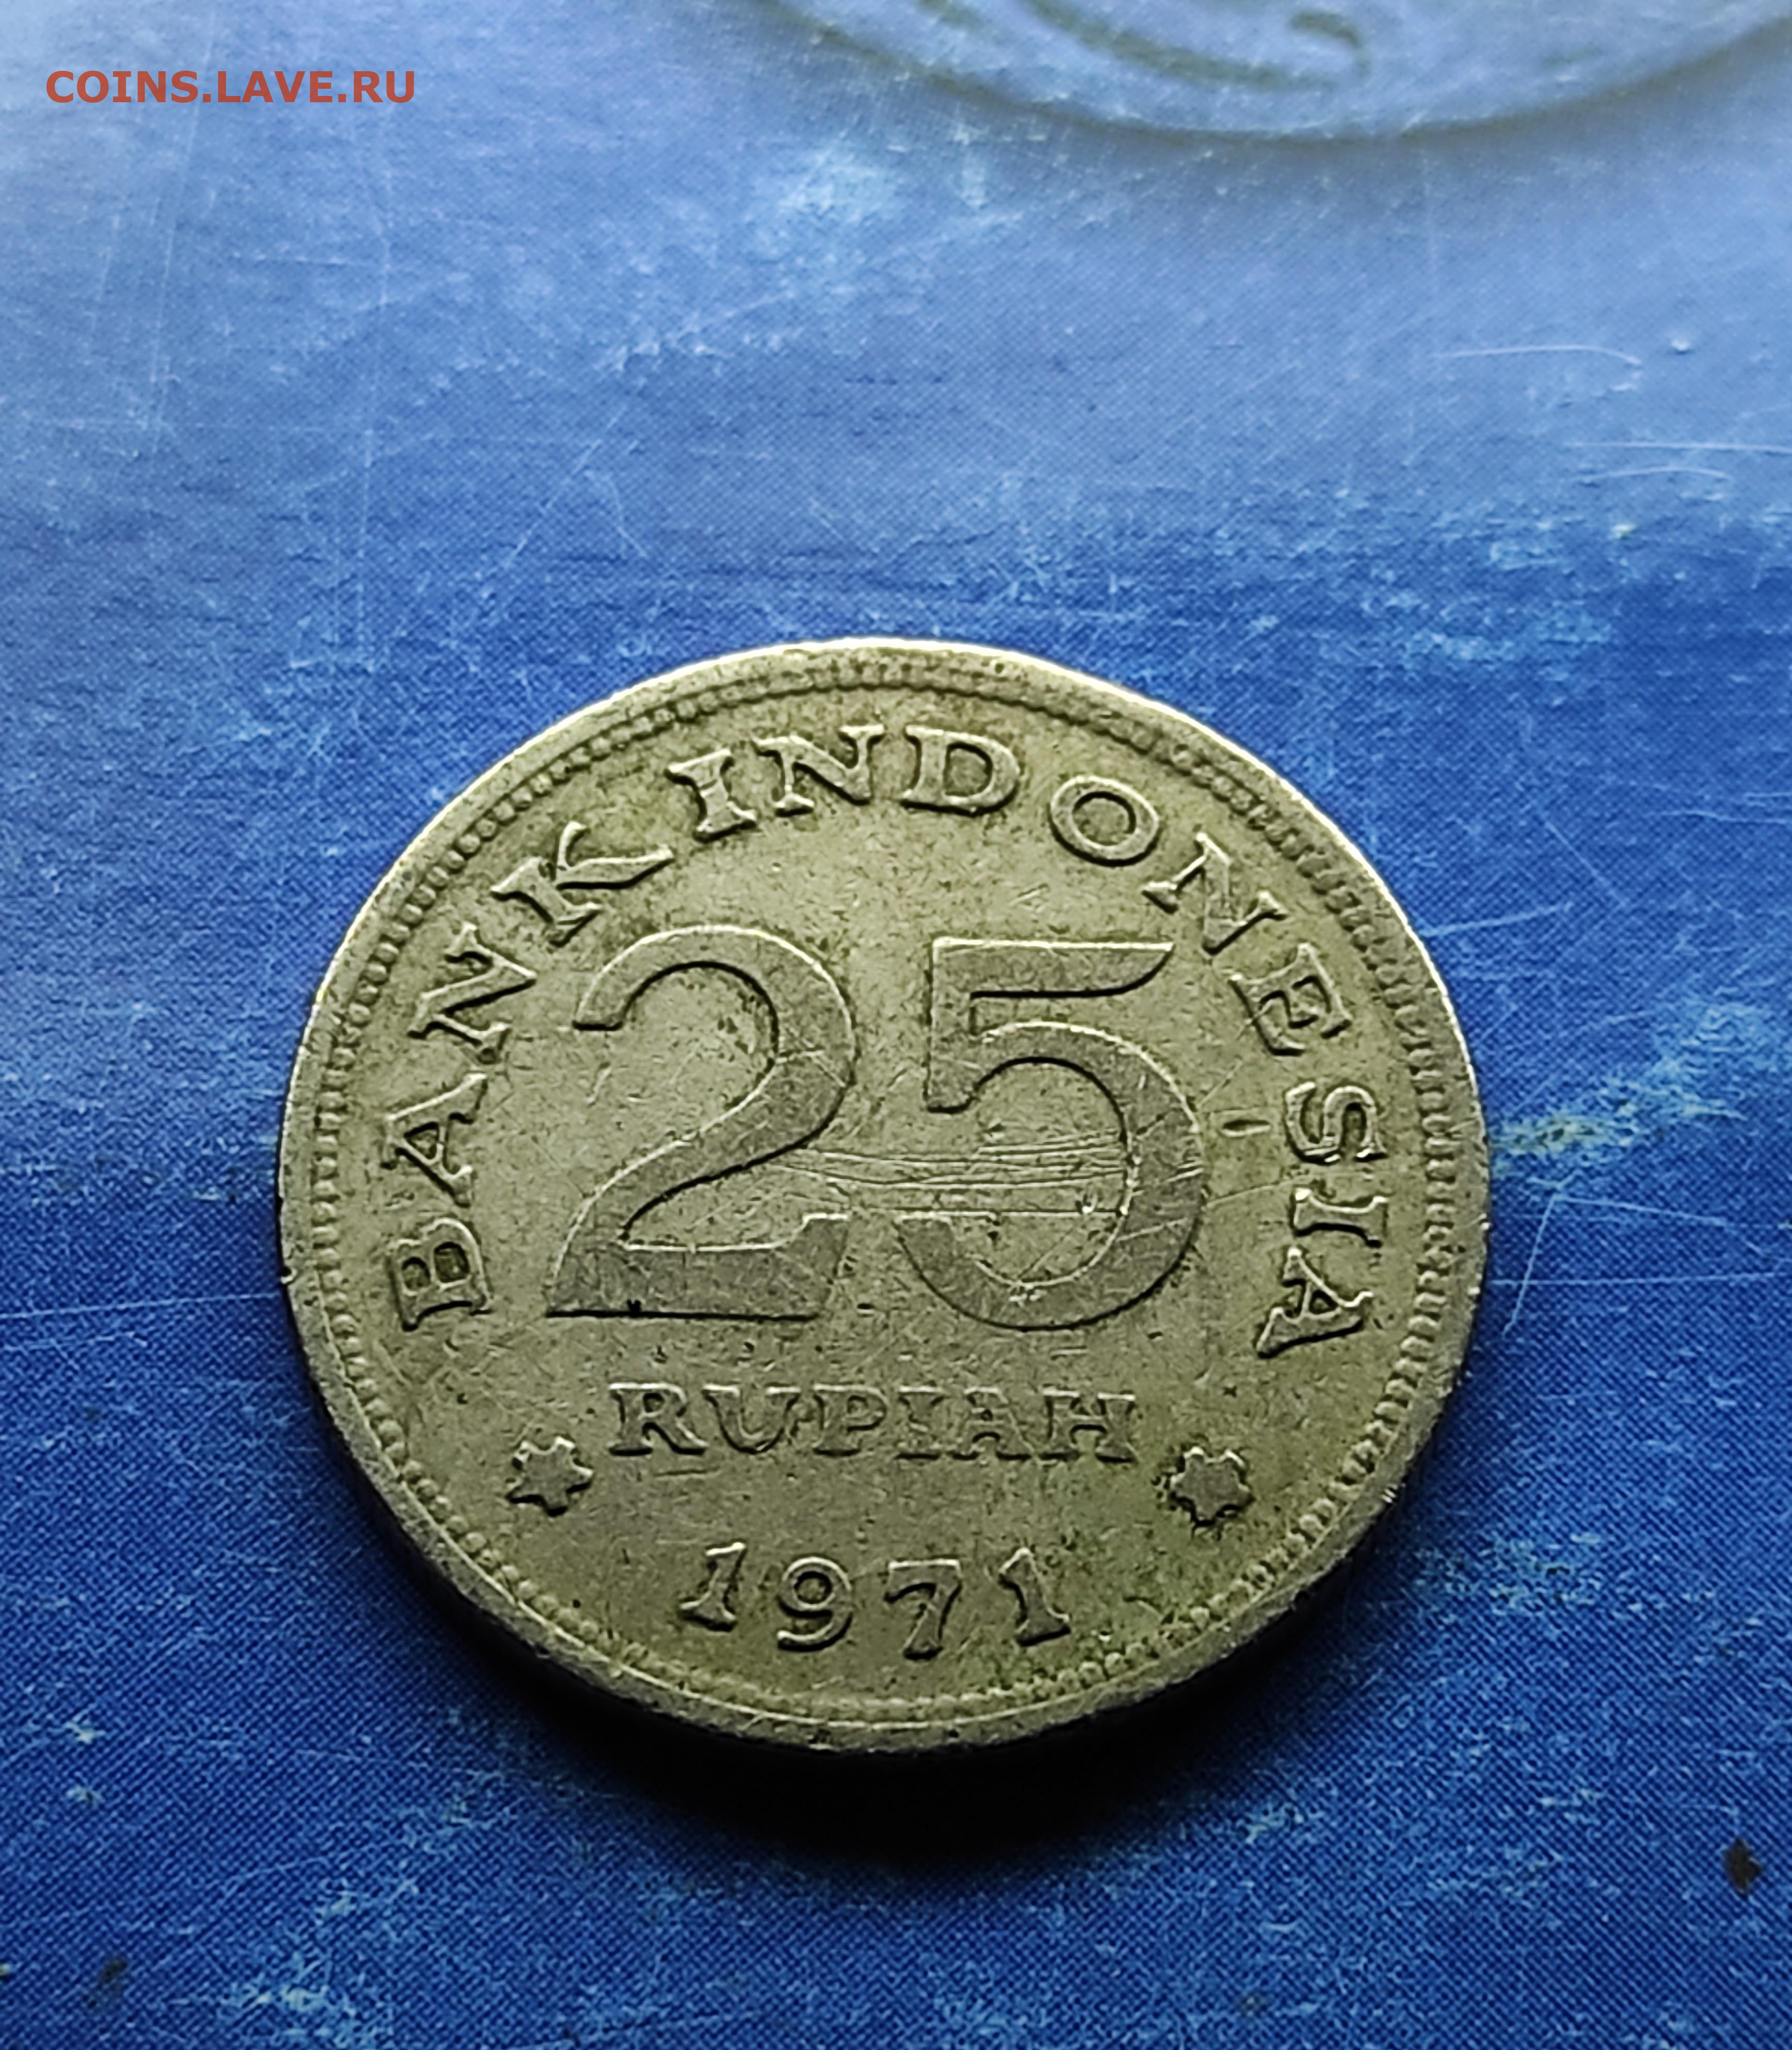 COINS.LAVE.RU
BANK INDONESIA
25
RUPIAH
1971